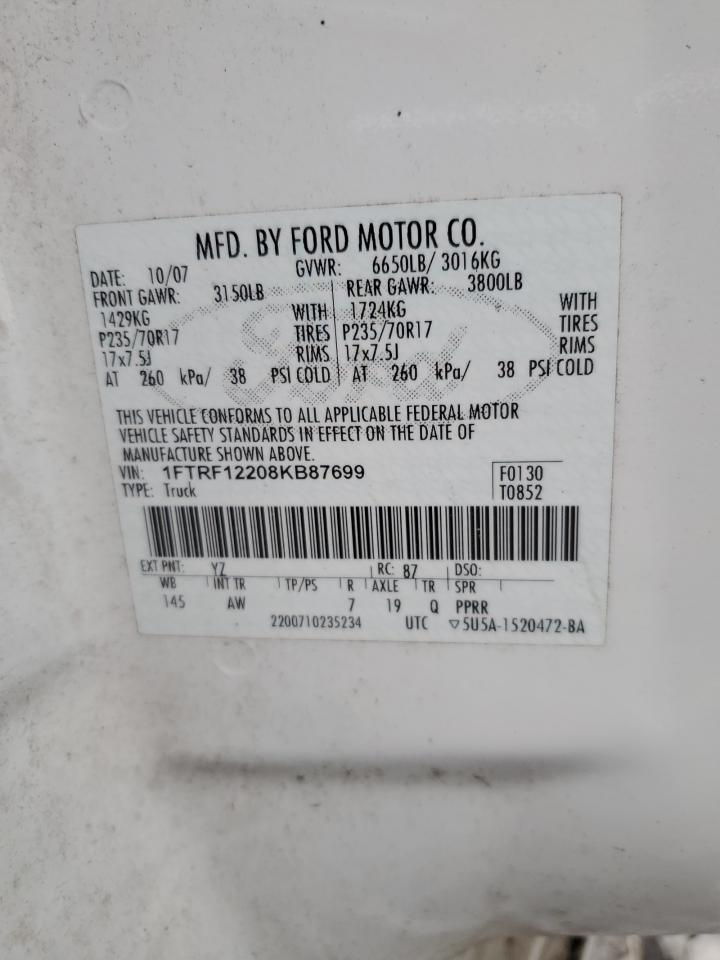 MFD. BY FORD MOTOR CO.
DATE: 10/07 GVWR: 6650LB/ 3016KG
FRONT GAWR: 3150LB REAR GAWR: 3800LB
1429KG WITH 1724KG WITH
P235/70R17 TIRES P235/70R17 TIRES
17x7.5J RIMS 17x7.5J RIMS
AT 260 kPa/ 38 PSI COLD AT 260 kPa/ 38 PSI COLD
THIS VEHICLE CONFORMS TO ALL APPLICABLE FEDERAL MOTOR
VEHICLE SAFETY STANDARDS IN EFFECT ON THE DATE OF
MANUFACTURE SHOWN ABOVE.
VIN: 1FTRF12208KB87699 F0130
TYPE: Truck T0852
EXT PNT: YZ RC: 87 DSO:
WB INT TR TP/PS R AXLE TR SPR
145 AW 7 19 Q PPRR
2200710235234 UTC ▽5U5A-1520472-BA